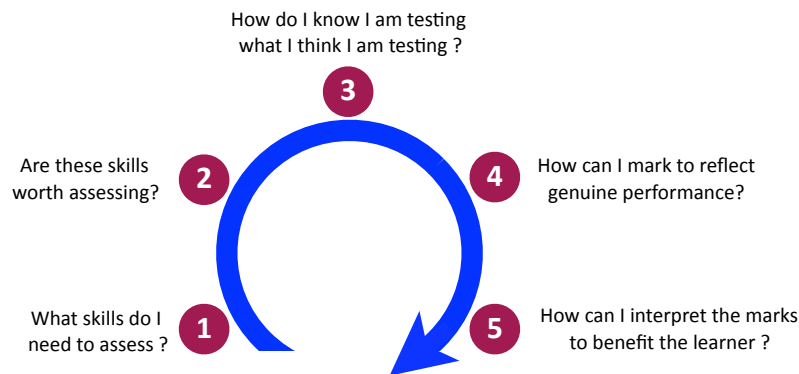 How do I know I am testing
what I think I am testing ?
3
Are these skills
worth assessing?
2
4
How can I mark to reflect
genuine performance?
What skills do I
need to assess ?
1
5
How can I interpret the marks
to benefit the learner ?